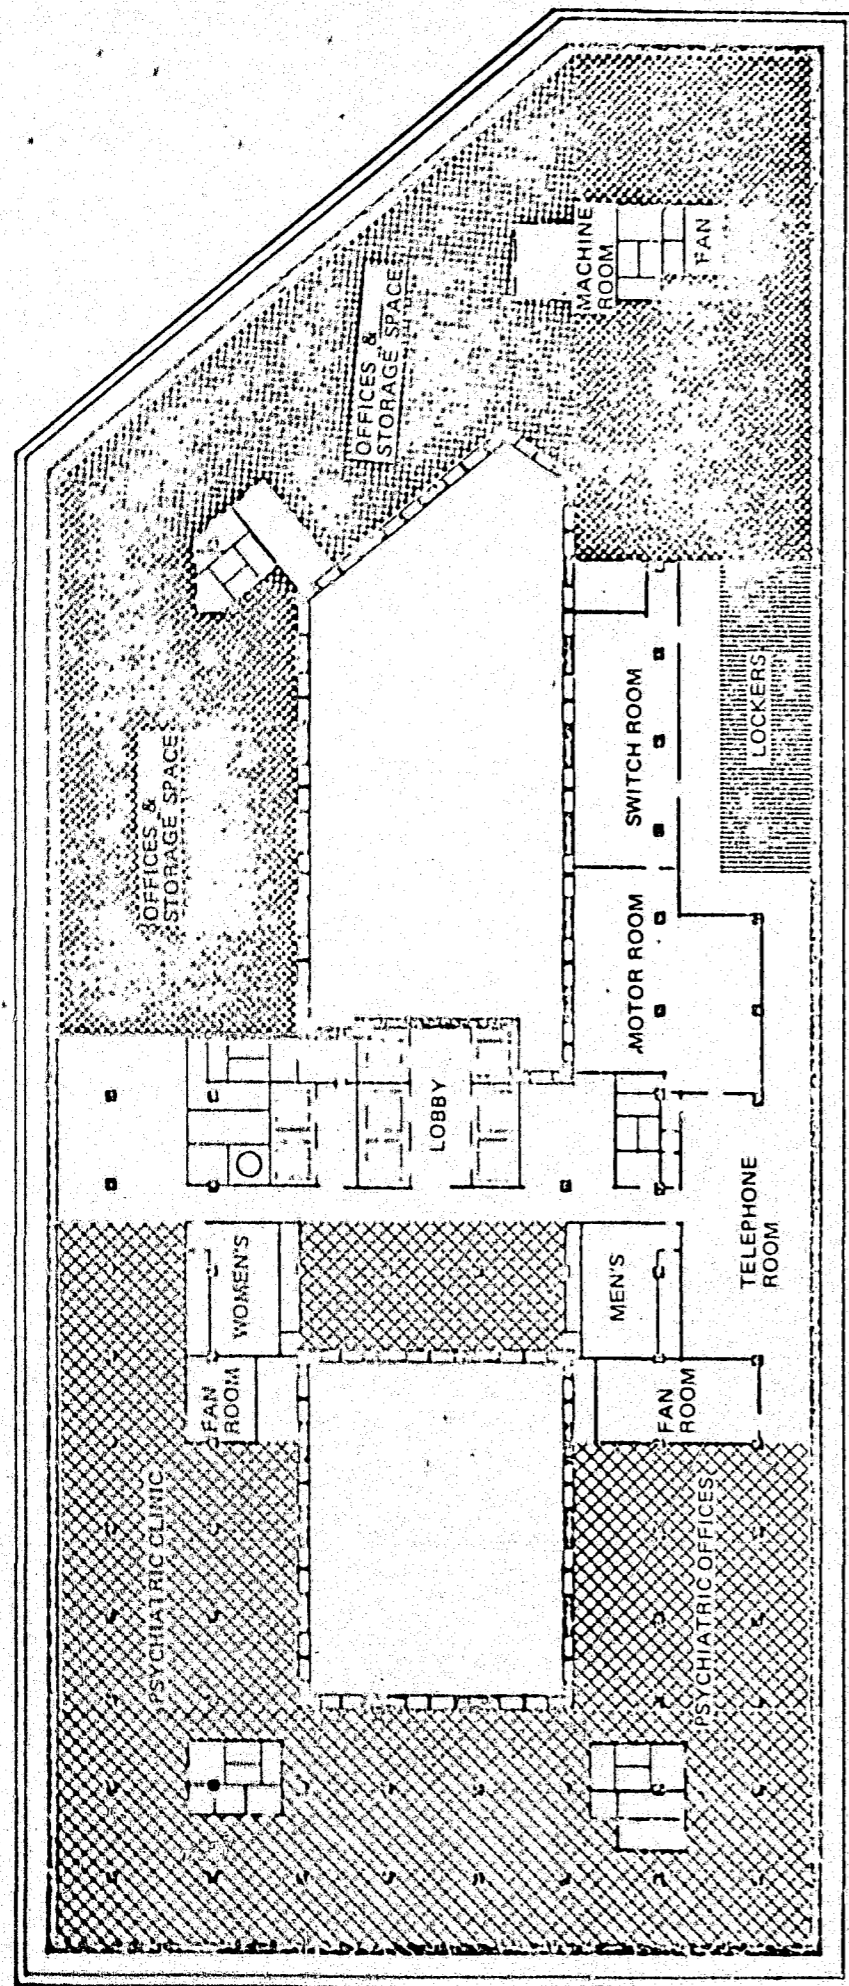 MACHINE
ROOM
FAN
OFFICES &
STORAGE SPACE
OFFICES &
STORAGE SPACE
LOCKERS
SWITCH ROOM
MOTOR ROOM
LOBBY
TELEPHONE
ROOM
WOMEN'S
MEN'S
FAN
ROOM
FAN
ROOM
PSYCHIATRIC CLINIC
PSYCHIATRIC OFFICES